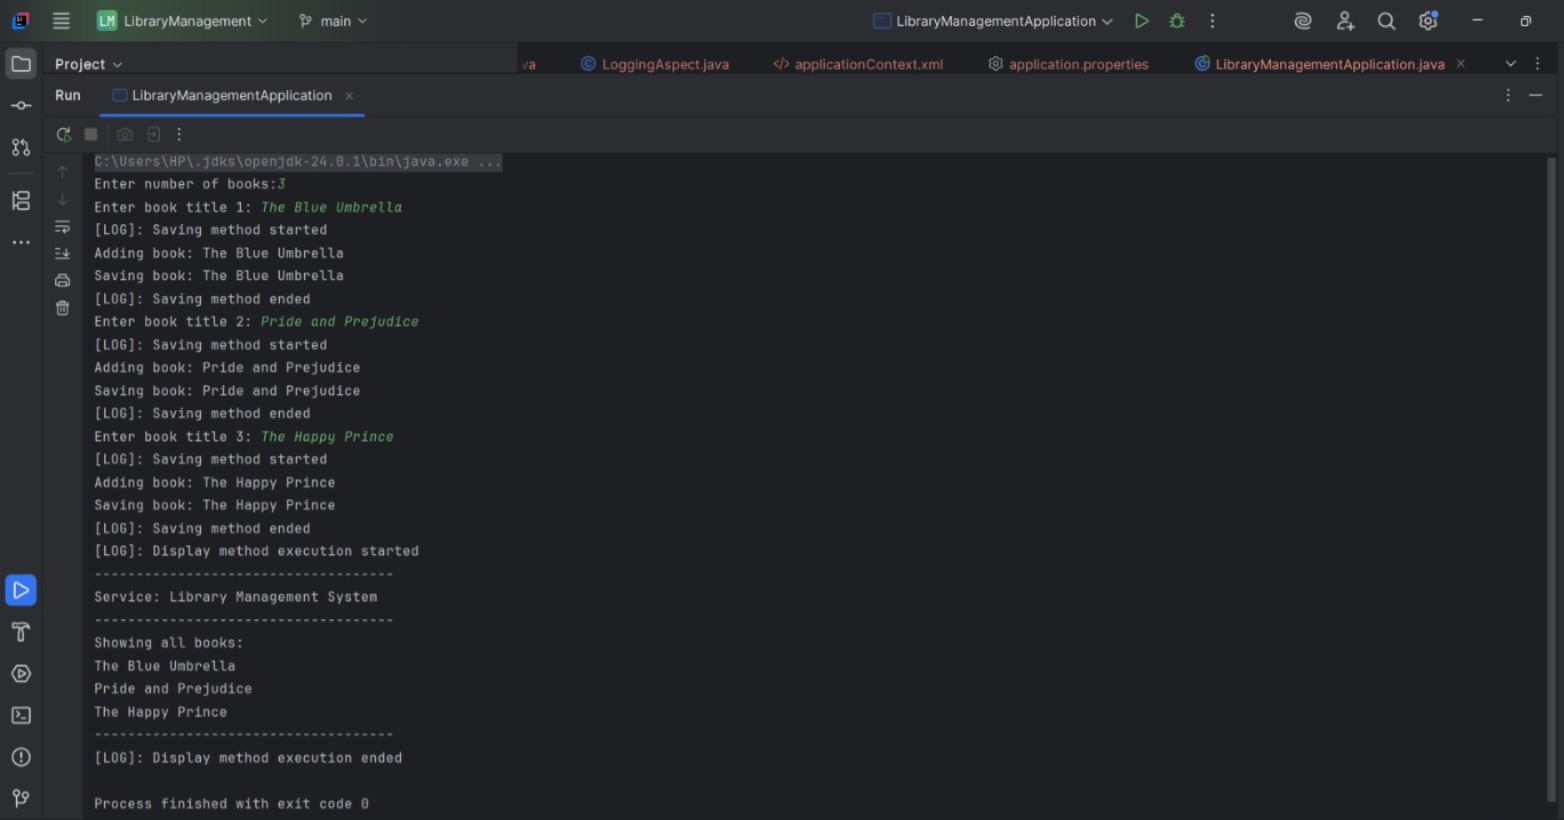 LM LibraryManagement main LibraryManagementApplication
Project va LoggingAspect.java applicationContext.xml application.properties LibraryManagementApplication.java
Run LibraryManagementApplication
C:\Users\HP\.jdks\openjdk-24.0.1\bin\java.exe ...
Enter number of books:3
Enter book title 1: The Blue Umbrella
[LOG]: Saving method started
Adding book: The Blue Umbrella
Saving book: The Blue Umbrella
[LOG]: Saving method ended
Enter book title 2: Pride and Prejudice
[LOG]: Saving method started
Adding book: Pride and Prejudice
Saving book: Pride and Prejudice
[LOG]: Saving method ended
Enter book title 3: The Happy Prince
[LOG]: Saving method started
Adding book: The Happy Prince
Saving book: The Happy Prince
[LOG]: Saving method ended
[LOG]: Display method execution started
------------------------------------
Service: Library Management System
------------------------------------
Showing all books:
The Blue Umbrella
Pride and Prejudice
The Happy Prince
------------------------------------
[LOG]: Display method execution ended
Process finished with exit code 0